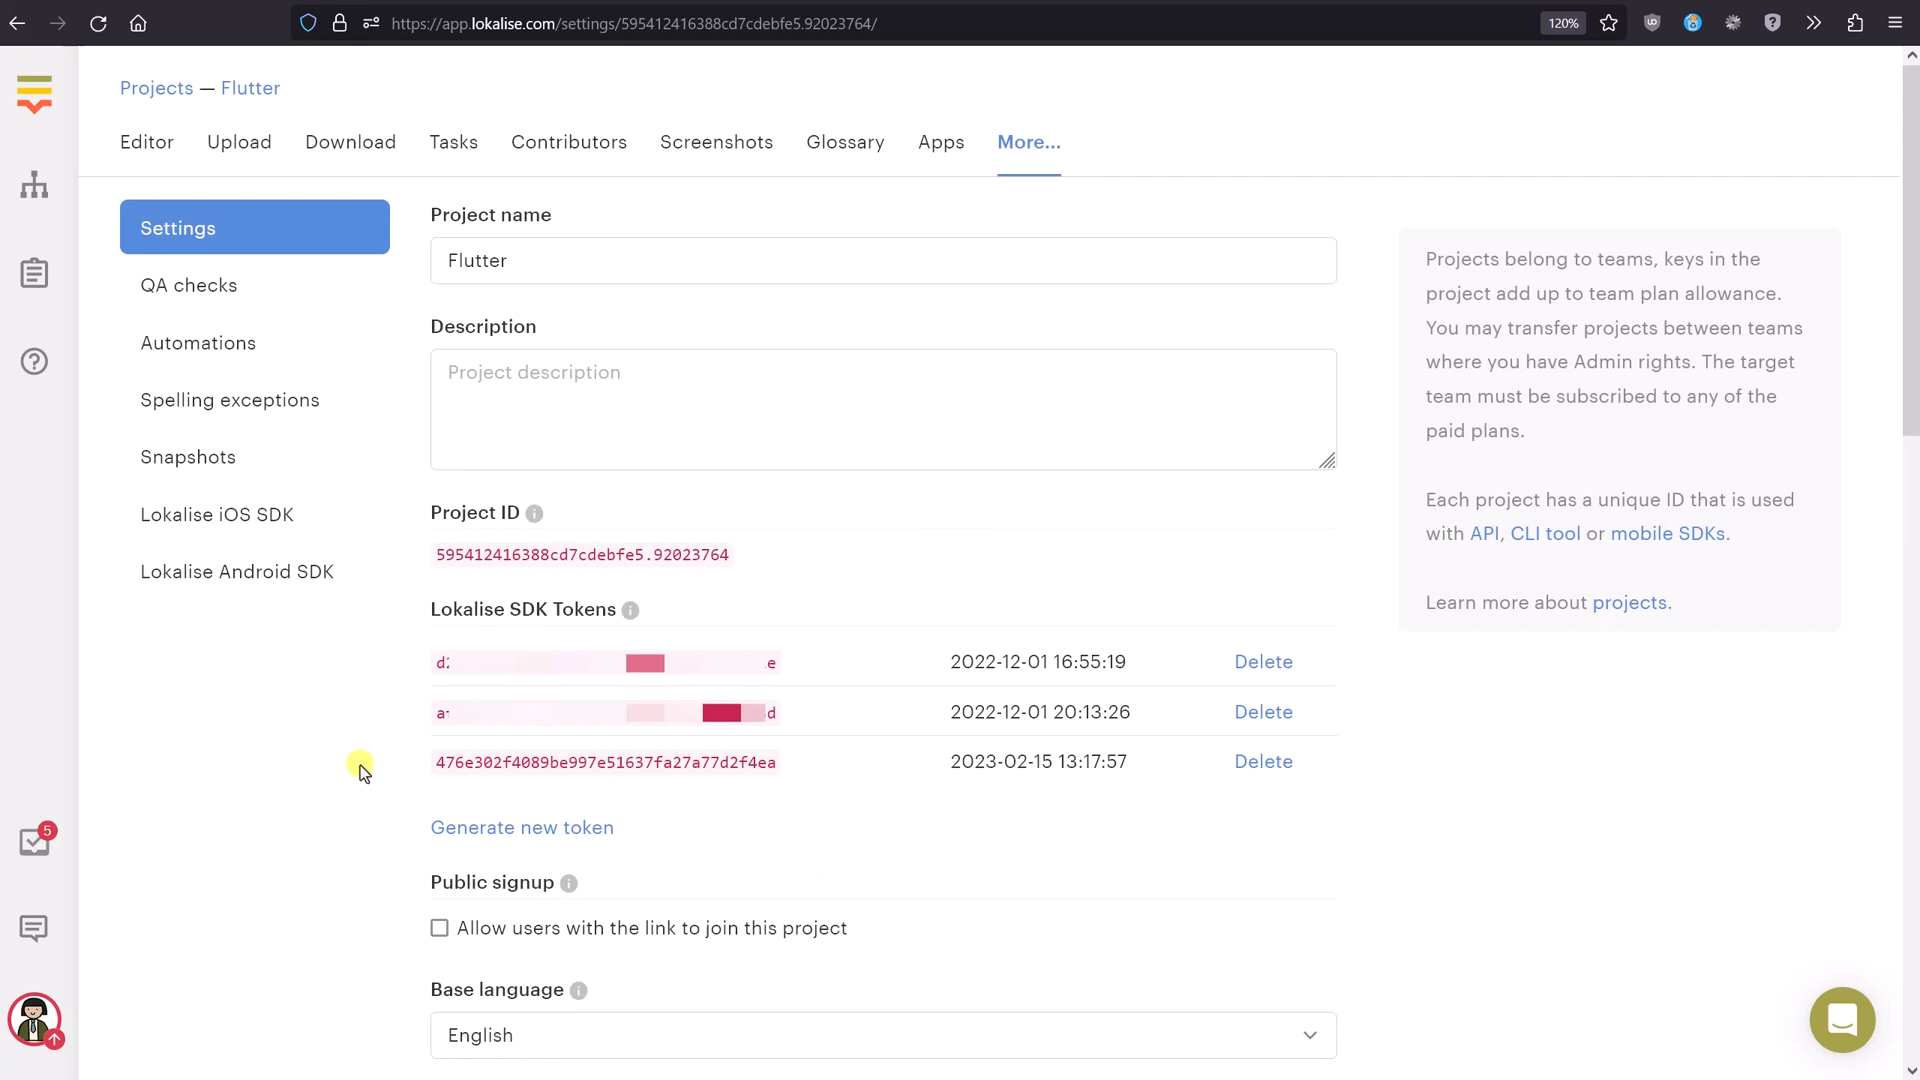 https://app.lokalise.com/settings/595412416388cd7cdebfe5.92023764/
120%
Projects — Flutter
Editor Upload Download Tasks Contributors Screenshots Glossary Apps More...
Settings
QA checks
Automations
Spelling exceptions
Snapshots
Lokalise iOS SDK
Lokalise Android SDK
Project name
Flutter
Description
Project description
Project ID
595412416388cd7cdebfe5.92023764
Lokalise SDK Tokens
2022-12-01 16:55:19 Delete
2022-12-01 20:13:26 Delete
476e302f4089be997e51637fa27a77d2f4ea 2023-02-15 13:17:57 Delete
Generate new token
Public signup
Allow users with the link to join this project
Base language
English
Projects belong to teams, keys in the
project add up to team plan allowance.
You may transfer projects between teams
where you have Admin rights. The target
team must be subscribed to any of the
paid plans.
Each project has a unique ID that is used
with API, CLI tool or mobile SDKs.
Learn more about projects.
5